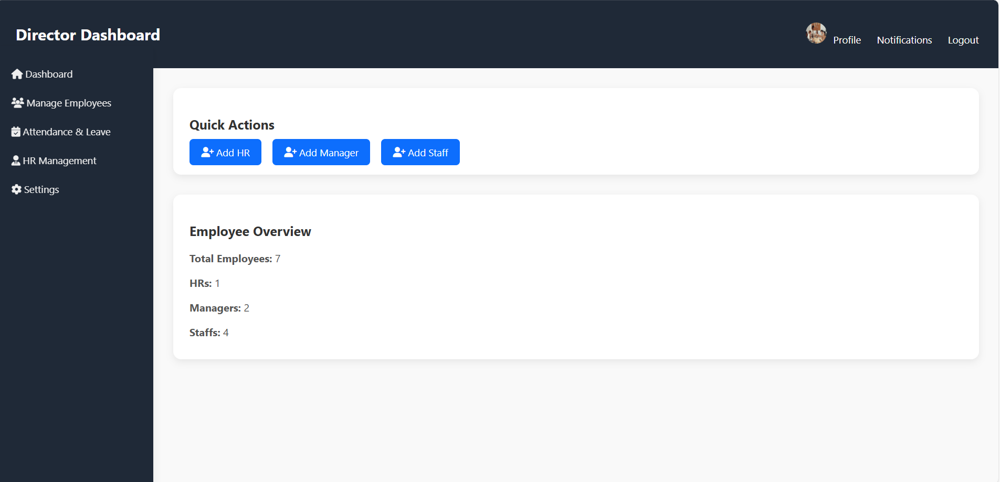 Director Dashboard
Profile Notifications Logout
Dashboard
Manage Employees
Attendance & Leave
HR Management
Settings
Quick Actions
Add HR Add Manager Add Staff
Employee Overview
Total Employees: 7
HRs: 1
Managers: 2
Staffs: 4